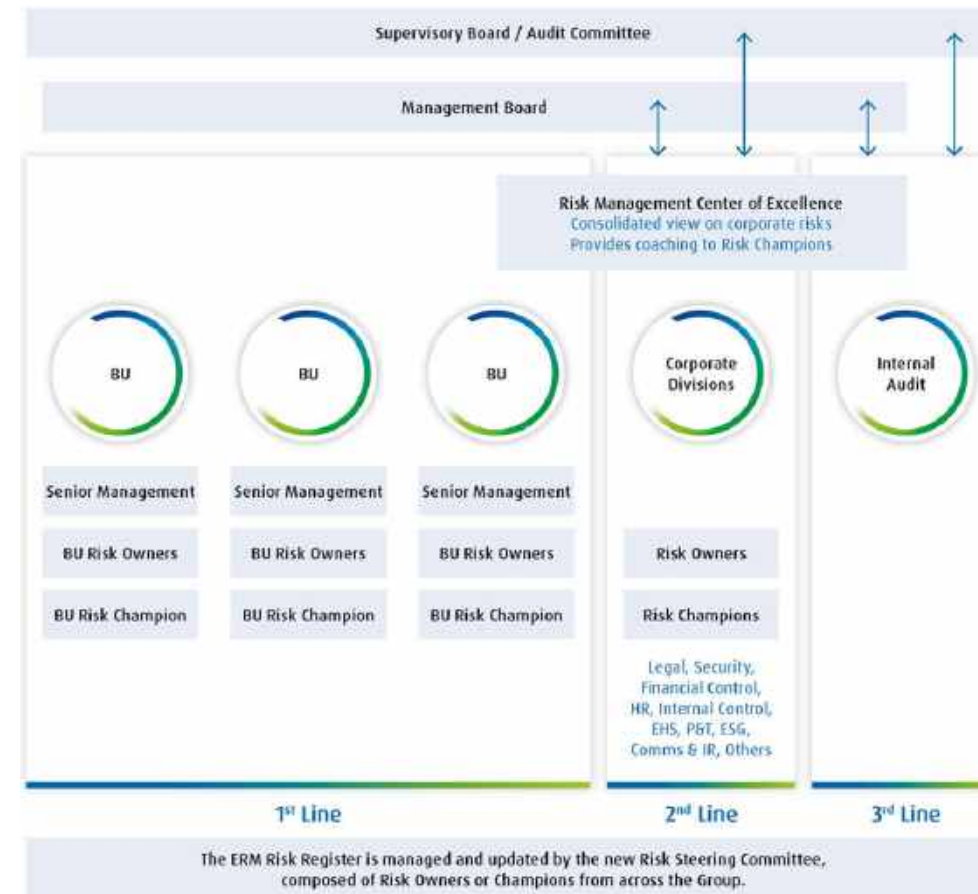 Supervisory Board / Audit Committee
Management Board
Risk Management Center of Excellence
Consolidated view on corporate risks
Provides coaching to Risk Champions
BU
BU
BU
Corporate
Divisions
Internal
Audit
Senior Management
Senior Management
Senior Management
BU Risk Owners
BU Risk Owners
BU Risk Owners
Risk Owners
BU Risk Champion
BU Risk Champion
BU Risk Champion
Risk Champions
Legal, Security,
Financial Control,
HR, Internal Control,
EHS, P&T, ESG,
Comms & IR, Others
1st Line
2nd Line
3rd Line
The ERM Risk Register is managed and updated by the new Risk Steering Committee,
composed of Risk Owners or Champions from across the Group.